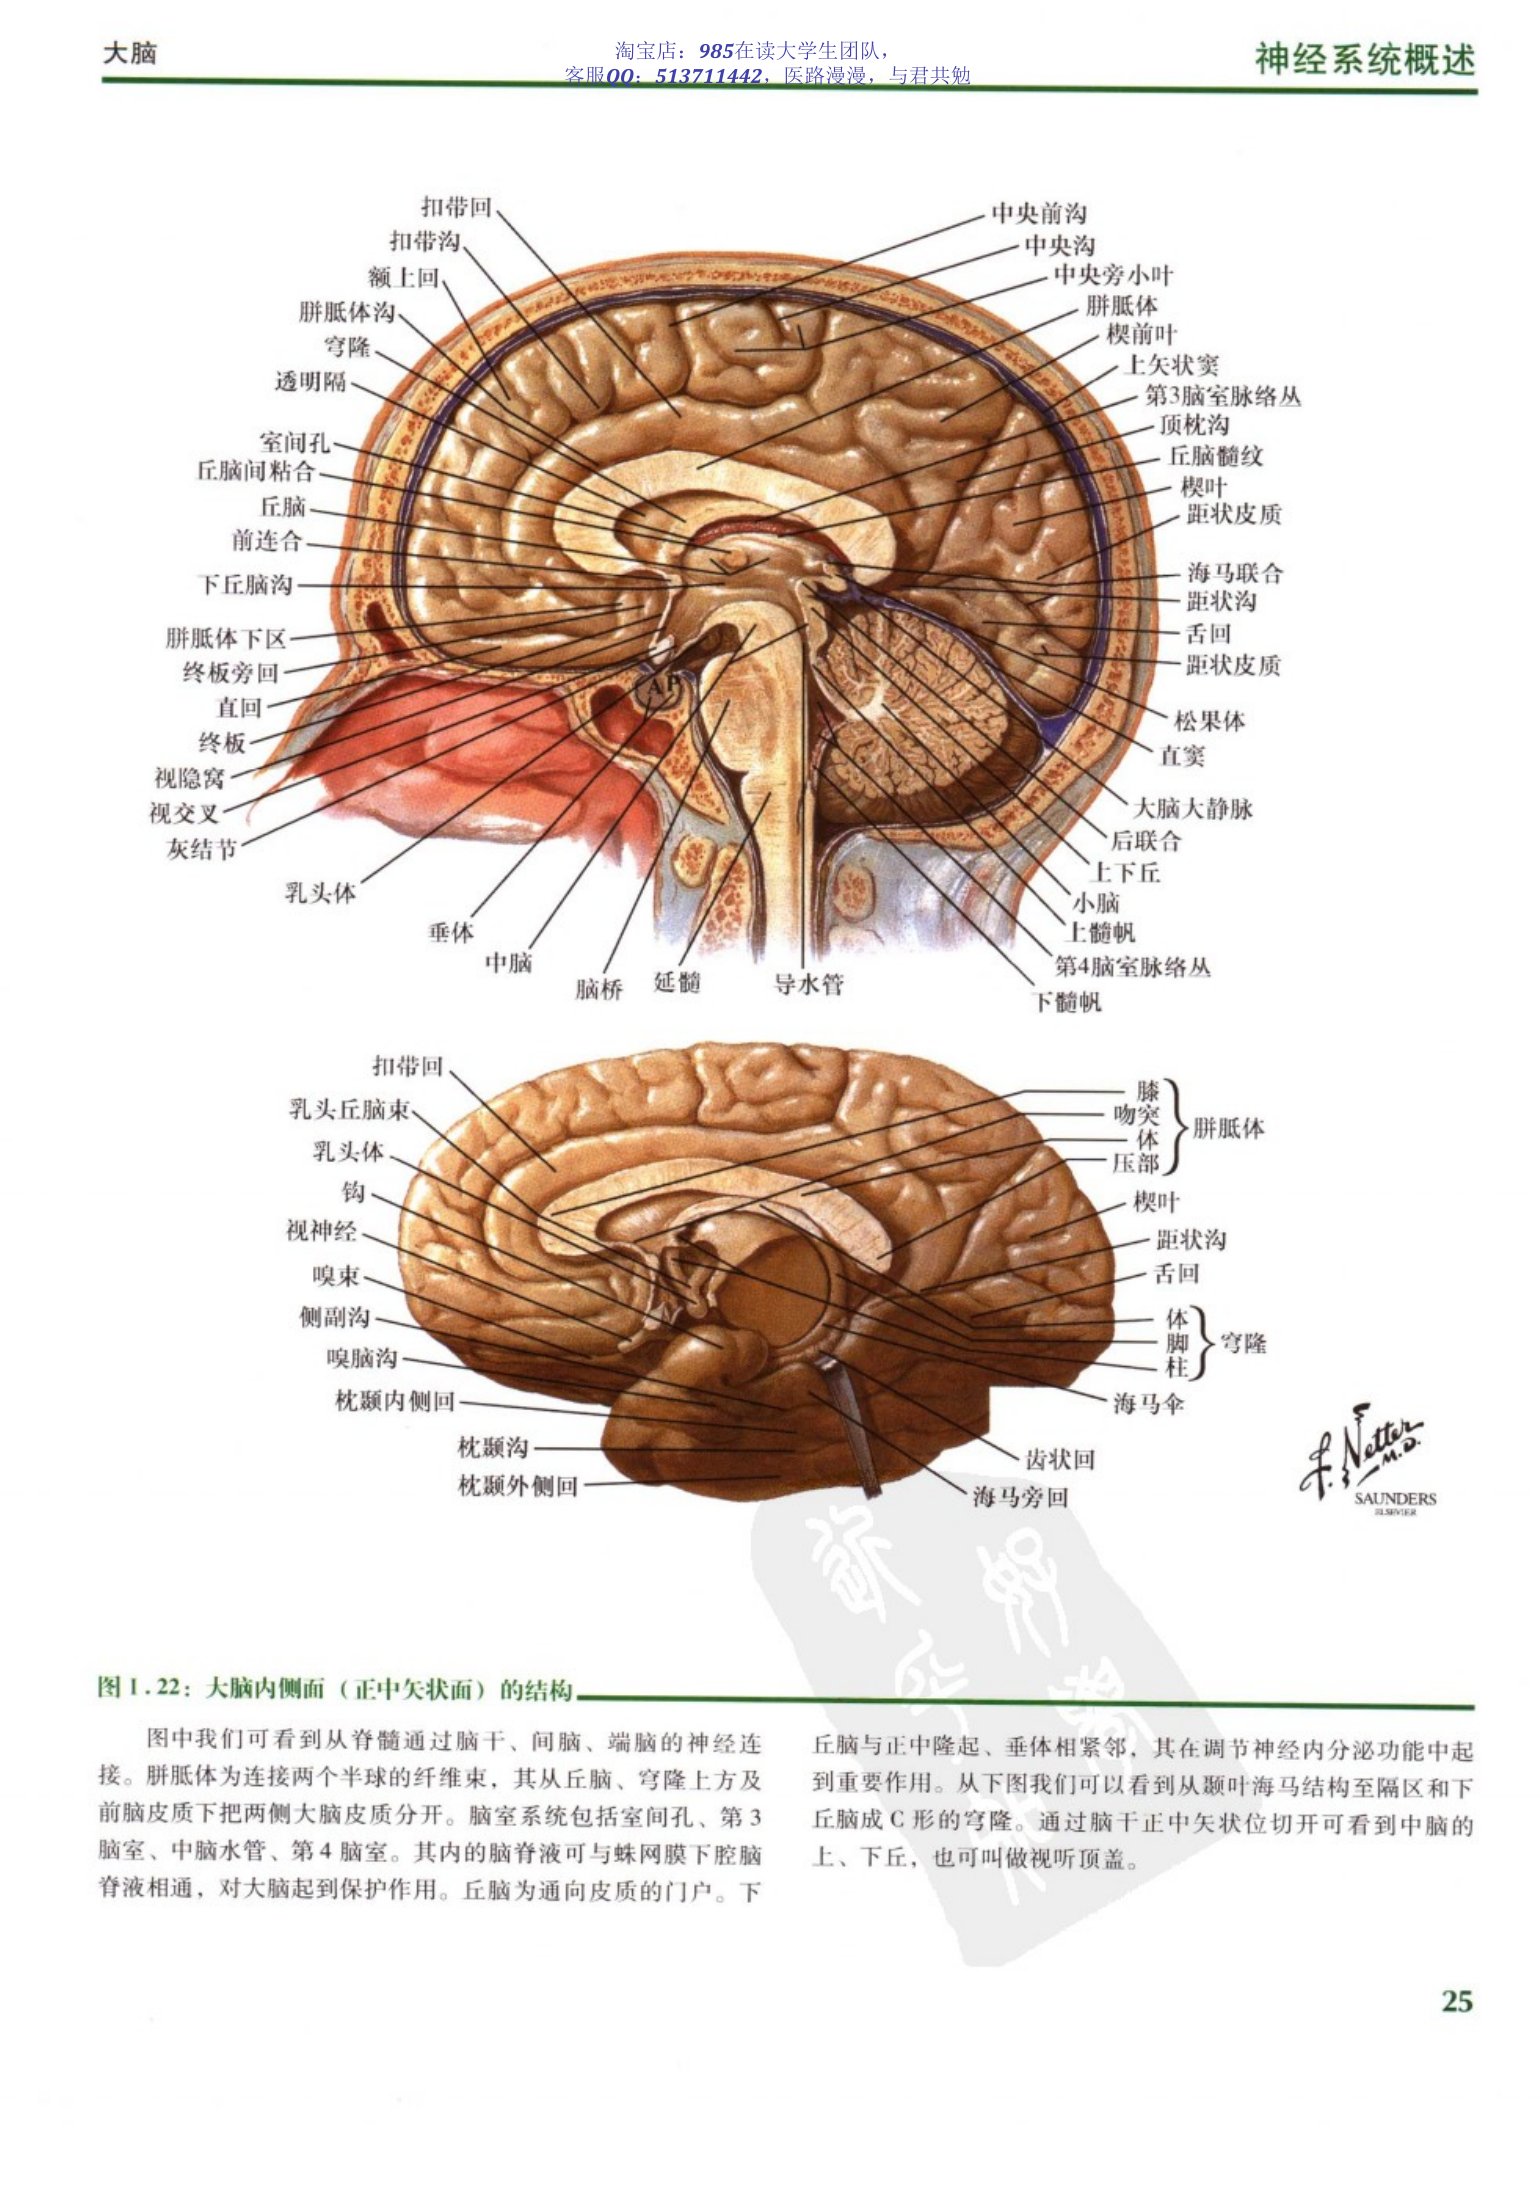 大脑
淘宝店：985在读大学生团队，
客服QQ：513711442，医路漫漫，与君共勉
神经系统概述
扣带回
扣带沟
额上回
胼胝体沟
穹隆
透明隔
室间孔
丘脑间粘合
丘脑
前连合
下丘脑沟
胼胝体下区
终板旁回
直回
终板
视隐窝
视交叉
灰结节
乳头体
垂体
中脑
脑桥
延髓
导水管
A P
中央前沟
中央沟
中央旁小叶
胼胝体
楔前叶
上矢状窦
第3脑室脉络丛
顶枕沟
丘脑髓纹
楔叶
距状皮质
海马联合
距状沟
舌回
距状皮质
松果体
直窦
大脑大静脉
后联合
上下丘
小脑
上髓帆
第4脑室脉络丛
下髓帆
扣带回
乳头丘脑束
乳头体
钩
视神经
嗅束
侧副沟
嗅脑沟
枕颞内侧回
枕颞沟
枕颞外侧回
膝
吻突
体
压部
胼胝体
楔叶
距状沟
舌回
体
脚
柱
穹隆
海马伞
齿状回
海马旁回
F. Netter
M.D.
SAUNDERS
ELSEVIER
图 I.22：大脑内侧面（正中矢状面）的结构
图中我们可看到从脊髓通过脑干、间脑、端脑的神经连
接。胼胝体为连接两个半球的纤维束，其从丘脑、穹隆上方及
前脑皮质下把两侧大脑皮质分开。脑室系统包括室间孔、第 3
脑室、中脑水管、第 4 脑室。其内的脑脊液可与蛛网膜下腔脑
脊液相通，对大脑起到保护作用。丘脑为通向皮质的门户。下
丘脑与正中隆起、垂体相紧邻，其在调节神经内分泌功能中起
到重要作用。从下图我们可以看到从颞叶海马结构至隔区和下
丘脑成 C 形的穹隆。通过脑干正中矢状位切开可看到中脑的
上、下丘，也可叫做视听顶盖。
25